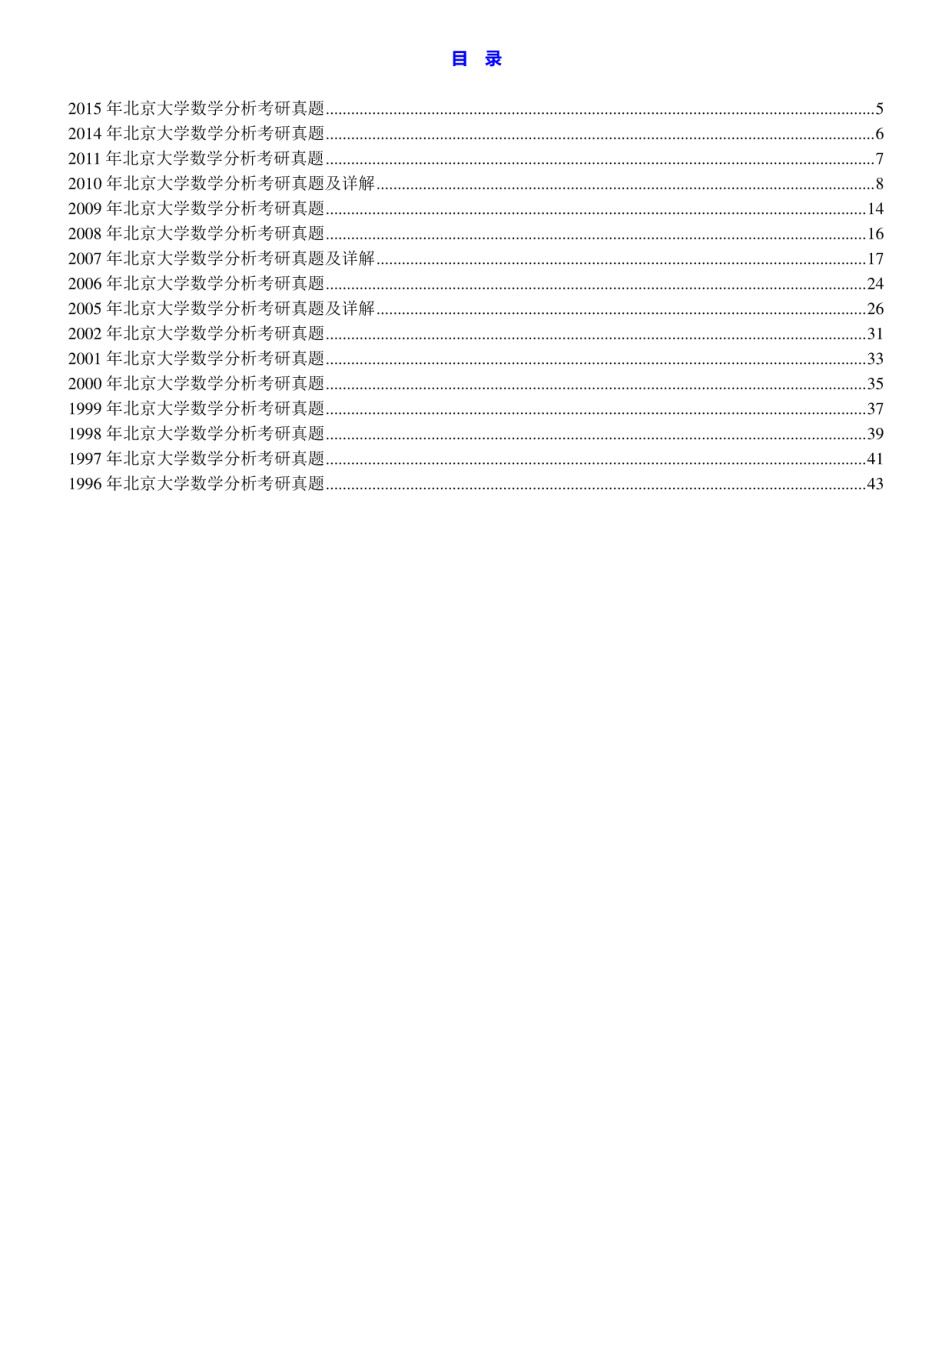 目 录
2015 年北京大学数学分析考研真题....................5
2014 年北京大学数学分析考研真题....................6
2011 年北京大学数学分析考研真题....................7
2010 年北京大学数学分析考研真题及详解....................8
2009 年北京大学数学分析考研真题....................14
2008 年北京大学数学分析考研真题....................16
2007 年北京大学数学分析考研真题及详解....................17
2006 年北京大学数学分析考研真题....................24
2005 年北京大学数学分析考研真题及详解....................26
2002 年北京大学数学分析考研真题....................31
2001 年北京大学数学分析考研真题....................33
2000 年北京大学数学分析考研真题....................35
1999 年北京大学数学分析考研真题....................37
1998 年北京大学数学分析考研真题....................39
1997 年北京大学数学分析考研真题....................41
1996 年北京大学数学分析考研真题....................43